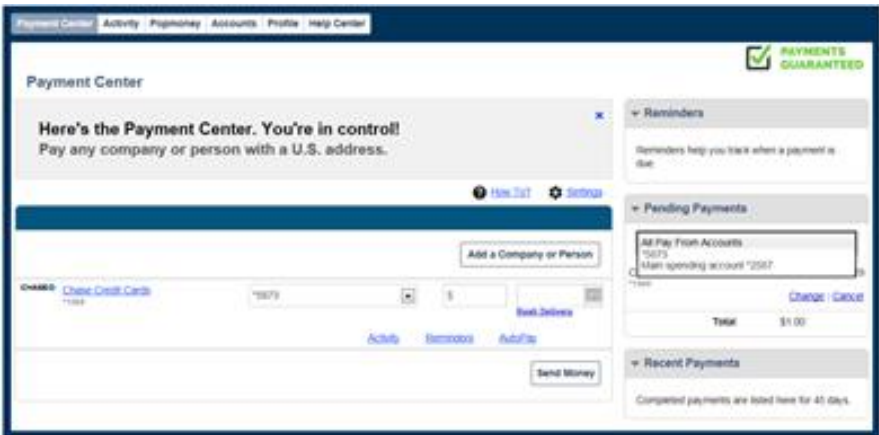 Payment Center Activity Popmoney Accounts Profile Help Center
PAYMENTS
GUARANTEED
Payment Center
Here's the Payment Center. You're in control!
Pay any company or person with a U.S. address.
Reminders
Reminders help you track when a payment is
due.
How To? Settings
Pending Payments
Add a Company or Person
All Pay From Accounts
*5673
Main spending account *2587
CHASE Chase Credit Cards
*5673 $
Rush Delivery
Change | Cancel
Total $1.00
Activity Reminders AutoPay
Send Money
Recent Payments
Completed payments are listed here for 45 days.